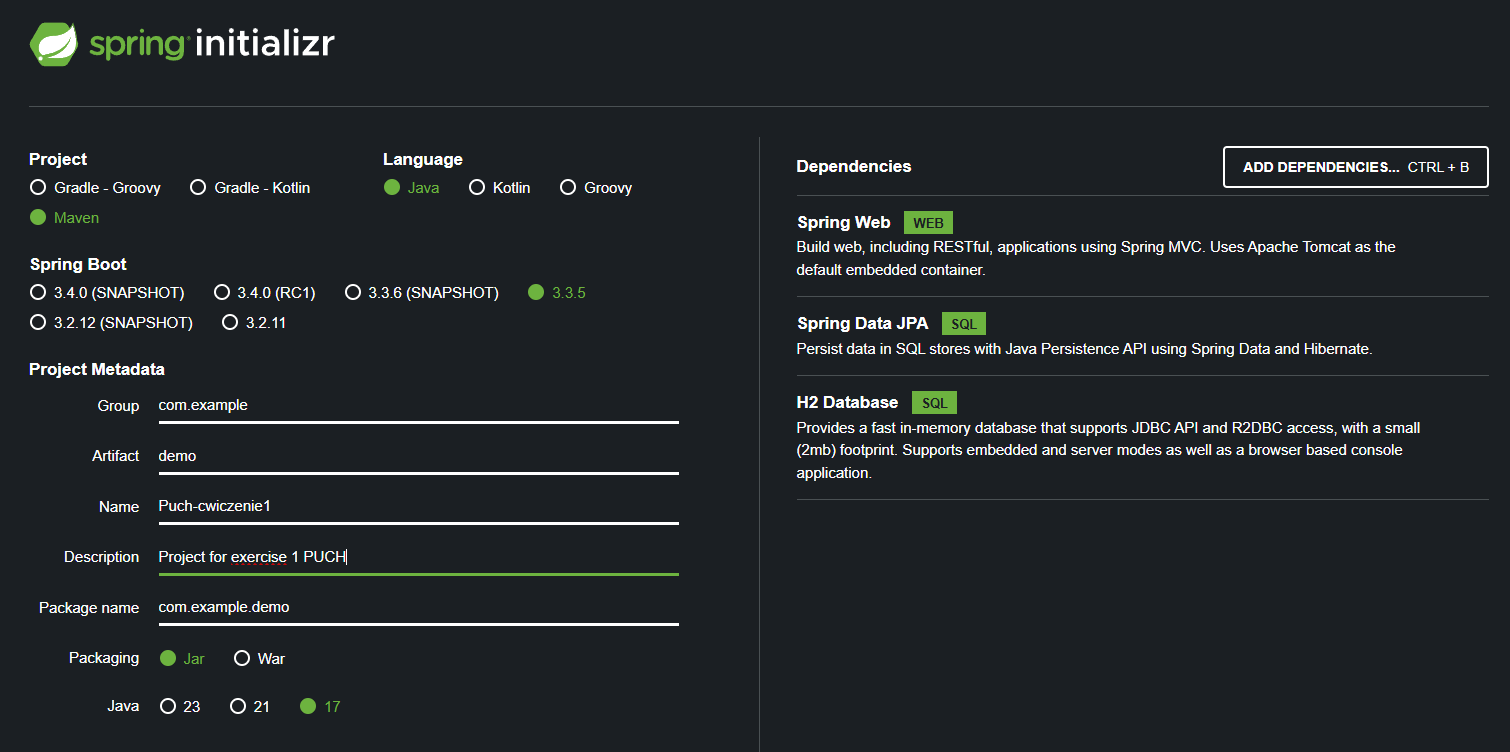 spring initializr
Project
Gradle - Groovy Gradle - Kotlin
Maven
Language
Java Kotlin Groovy
Spring Boot
3.4.0 (SNAPSHOT) 3.4.0 (RC1) 3.3.6 (SNAPSHOT) 3.3.5
3.2.12 (SNAPSHOT) 3.2.11
Project Metadata
Group com.example
Artifact demo
Name Puch-cwiczenie1
Description Project for exercise 1 PUCH
Package name com.example.demo
Packaging Jar War
Java 23 21 17
Dependencies
ADD DEPENDENCIES... CTRL + B
Spring Web WEB
Build web, including RESTful, applications using Spring MVC. Uses Apache Tomcat as the
default embedded container.
Spring Data JPA SQL
Persist data in SQL stores with Java Persistence API using Spring Data and Hibernate.
H2 Database SQL
Provides a fast in-memory database that supports JDBC API and R2DBC access, with a small
(2mb) footprint. Supports embedded and server modes as well as a browser based console
application.